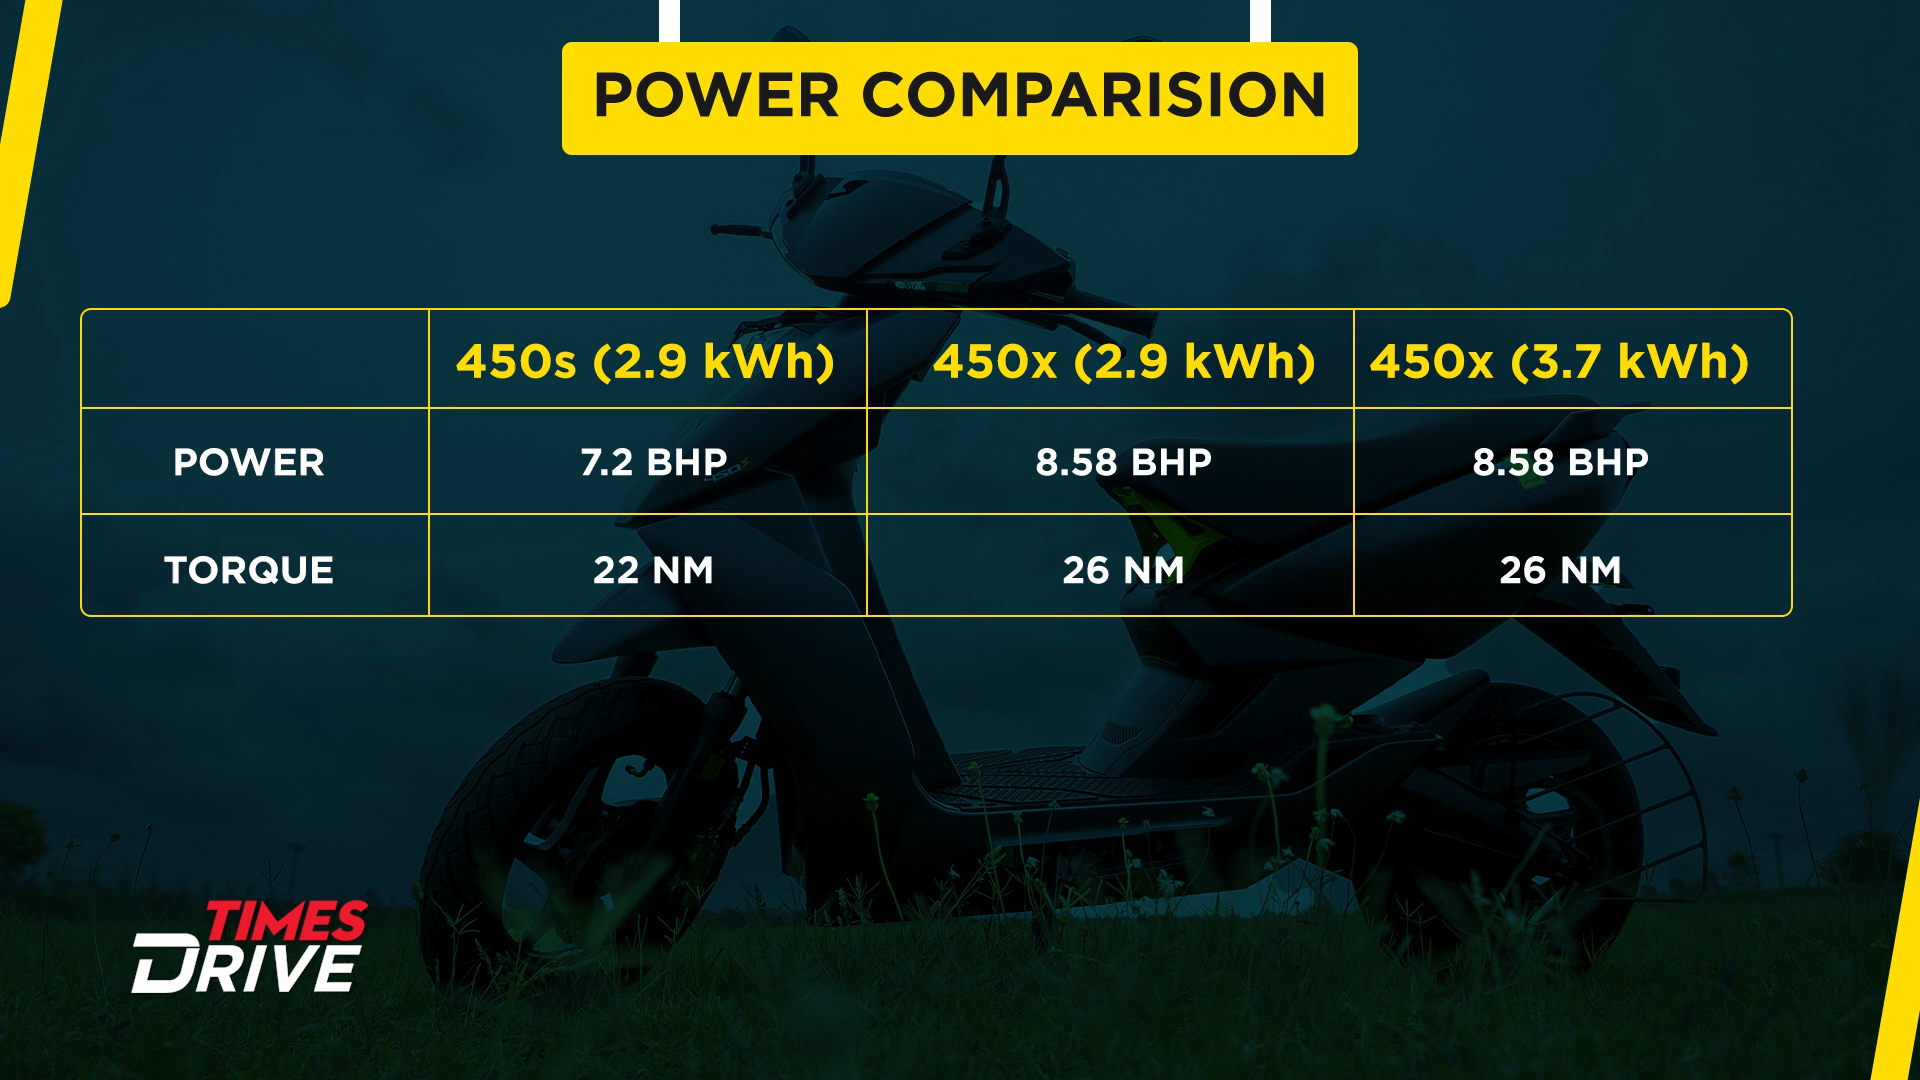 POWER COMPARISION
450s (2.9 kWh) 450x (2.9 kWh) 450x (3.7 kWh)
POWER 7.2 BHP 8.58 BHP 8.58 BHP
TORQUE 22 NM 26 NM 26 NM
TIMES
DRIVE